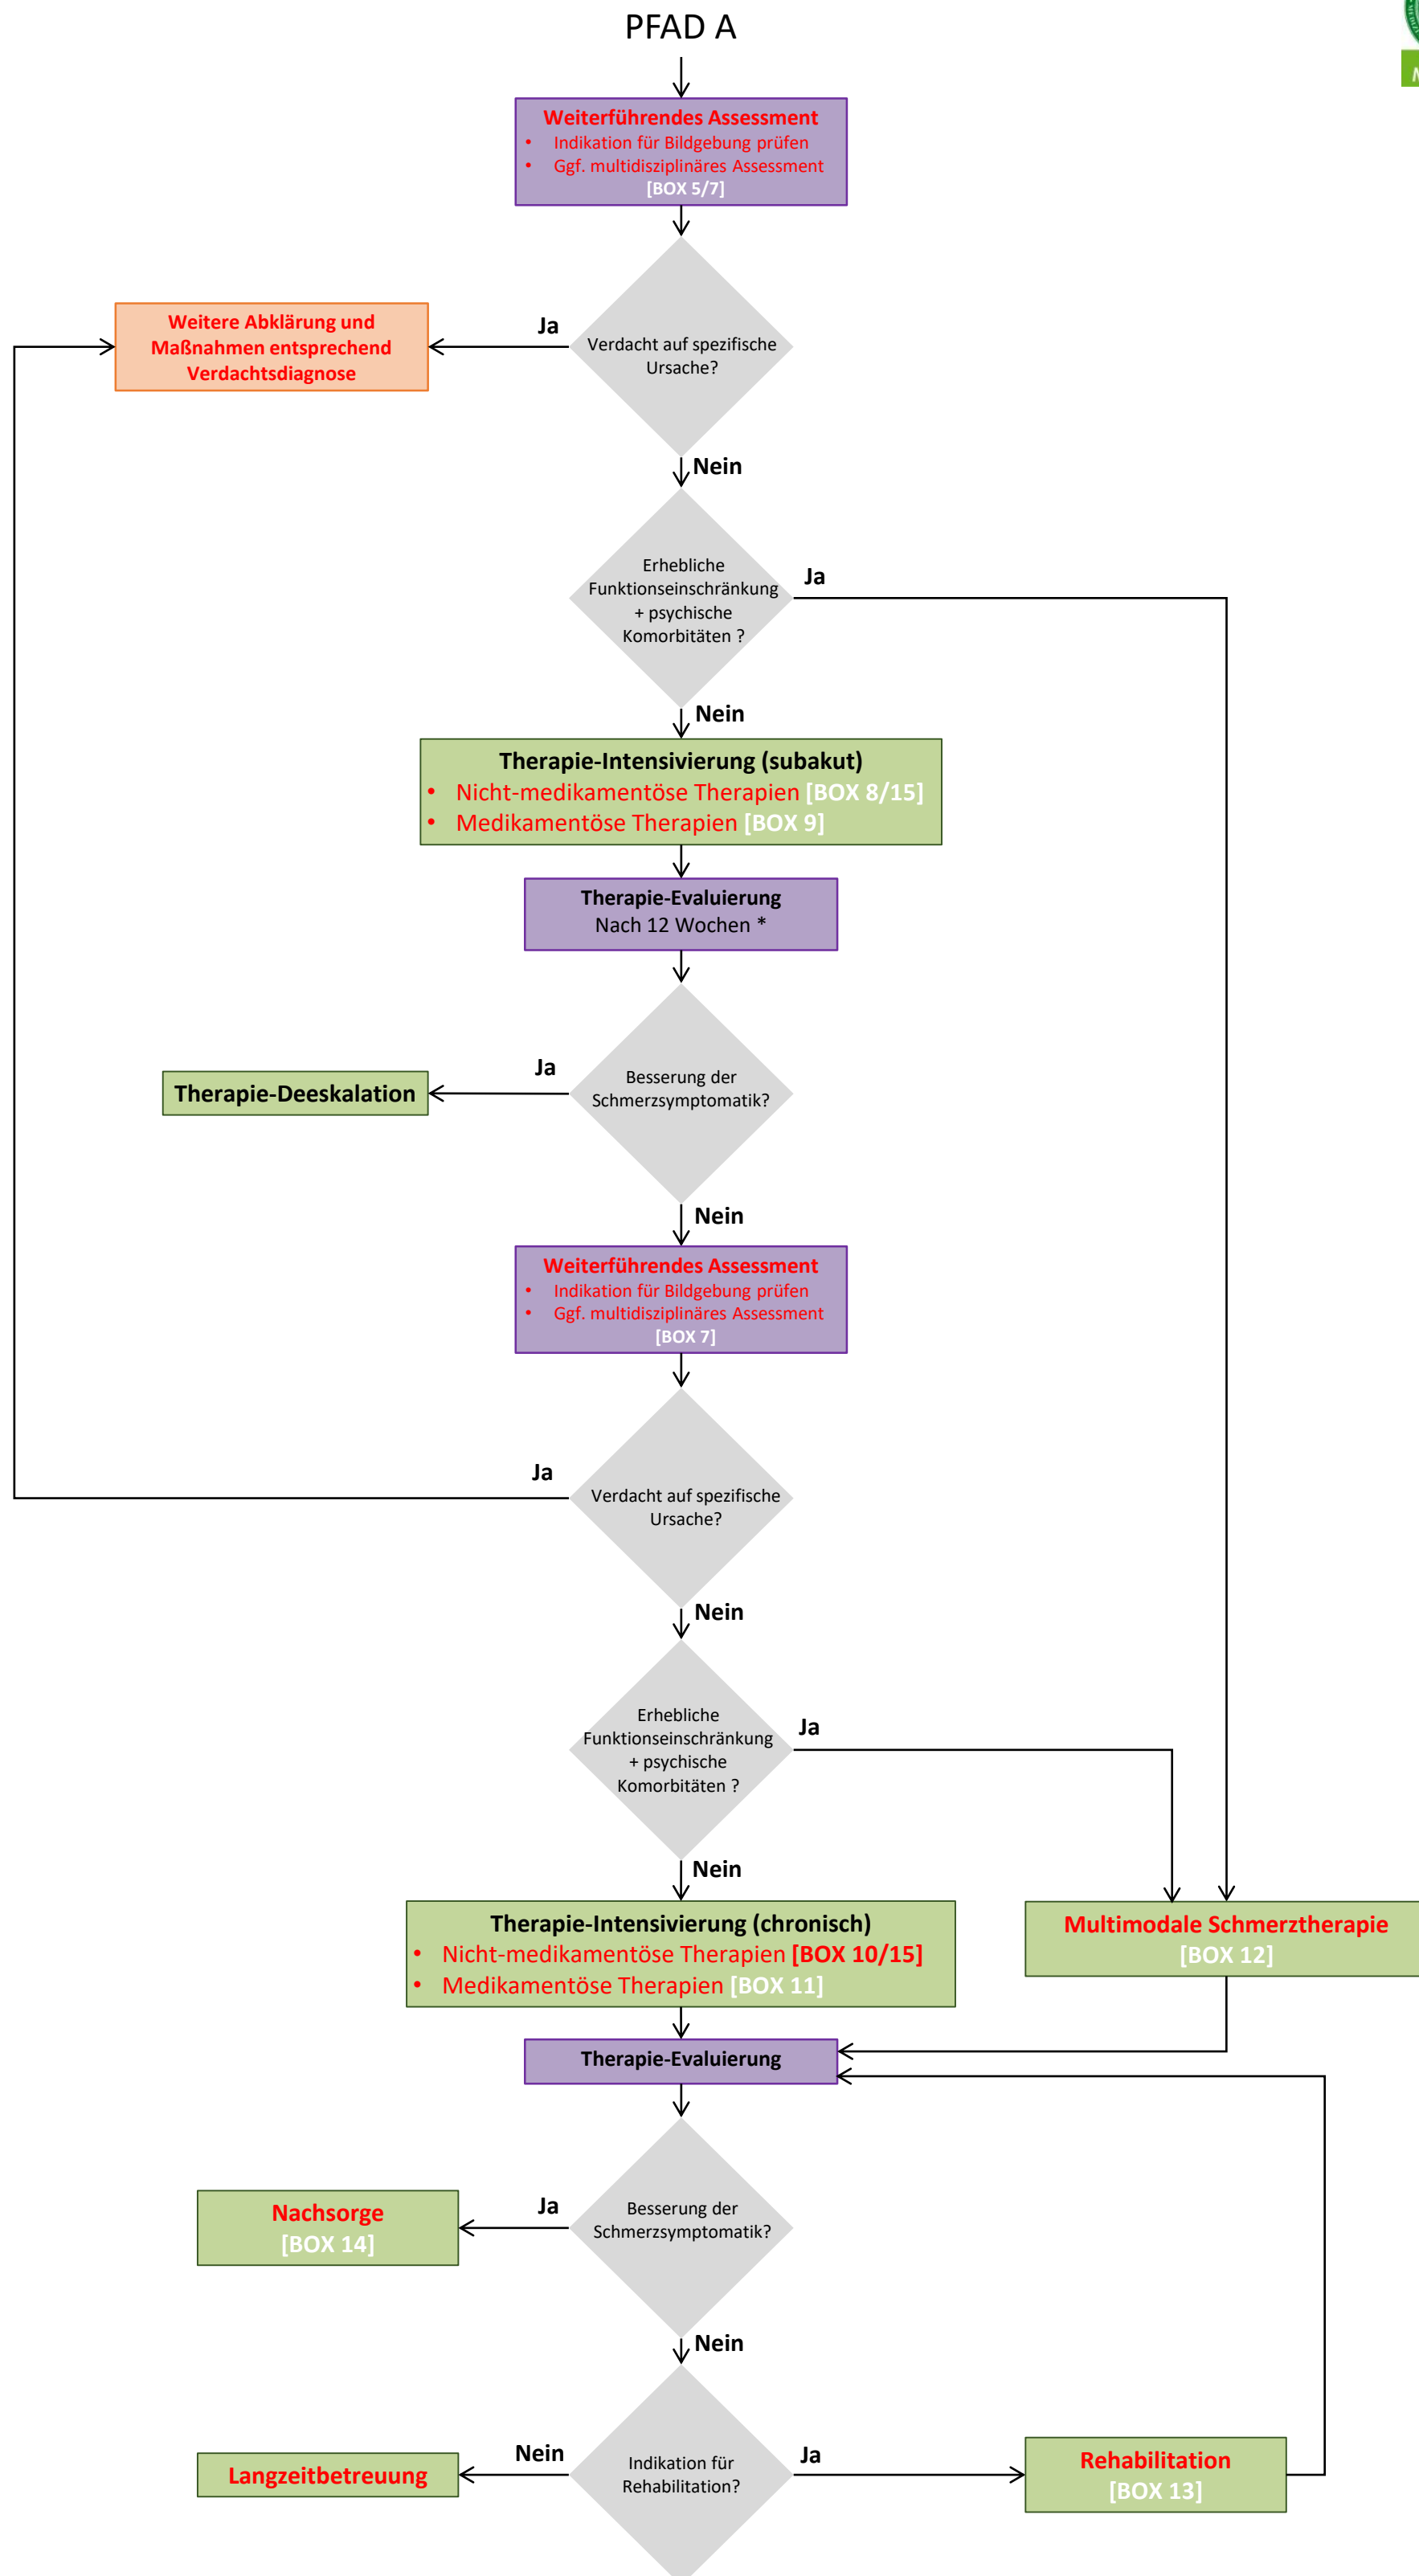 PFAD A
Weiterführendes Assessment
• Indikation für Bildgebung prüfen
• Ggf. multidisziplinäres Assessment
[BOX 5/7]
Verdacht auf spezifische
Ursache?
Ja
Weitere Abklärung und
Maßnahmen entsprechend
Verdachtsdiagnose
Nein
Erhebliche
Funktionseinschränkung
+ psychische
Komorbitäten ?
Ja
Nein
Therapie-Intensivierung (subakut)
• Nicht-medikamentöse Therapien [BOX 8/15]
• Medikamentöse Therapien [BOX 9]
Therapie-Evaluierung
Nach 12 Wochen *
Besserung der
Schmerzsymptomatik?
Ja
Therapie-Deeskalation
Nein
Weiterführendes Assessment
• Indikation für Bildgebung prüfen
• Ggf. multidisziplinäres Assessment
[BOX 7]
Ja
Verdacht auf spezifische
Ursache?
Nein
Erhebliche
Funktionseinschränkung
+ psychische
Komorbitäten ?
Ja
Nein
Therapie-Intensivierung (chronisch)
• Nicht-medikamentöse Therapien [BOX 10/15]
• Medikamentöse Therapien [BOX 11]
Multimodale Schmerztherapie
[BOX 12]
Therapie-Evaluierung
Besserung der
Schmerzsymptomatik?
Ja
Nachsorge
[BOX 14]
Nein
Indikation für
Rehabilitation?
Nein
Langzeitbetreuung
Ja
Rehabilitation
[BOX 13]